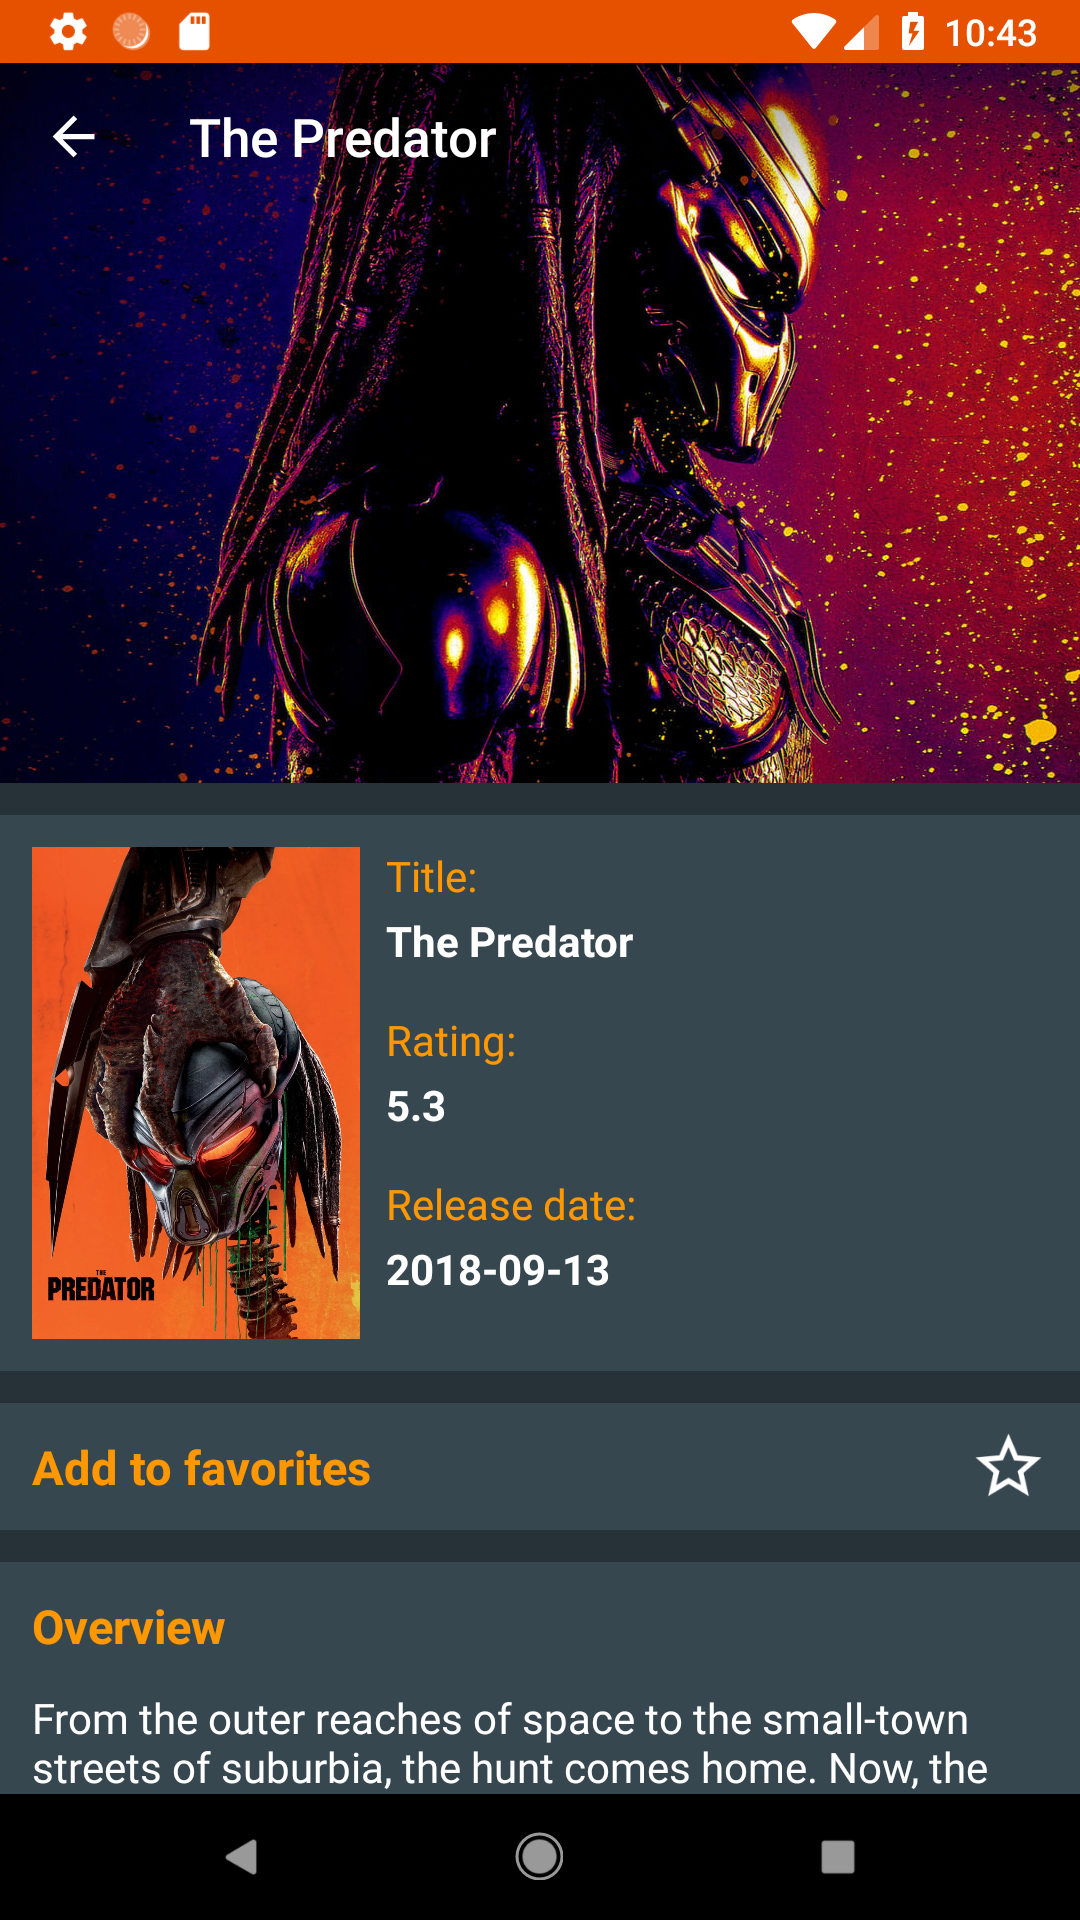 10:43
The Predator
Title:
The Predator
Rating:
5.3
Release date:
2018-09-13
THE
PREDATOR
Add to favorites
Overview
From the outer reaches of space to the small-town
streets of suburbia, the hunt comes home. Now, the